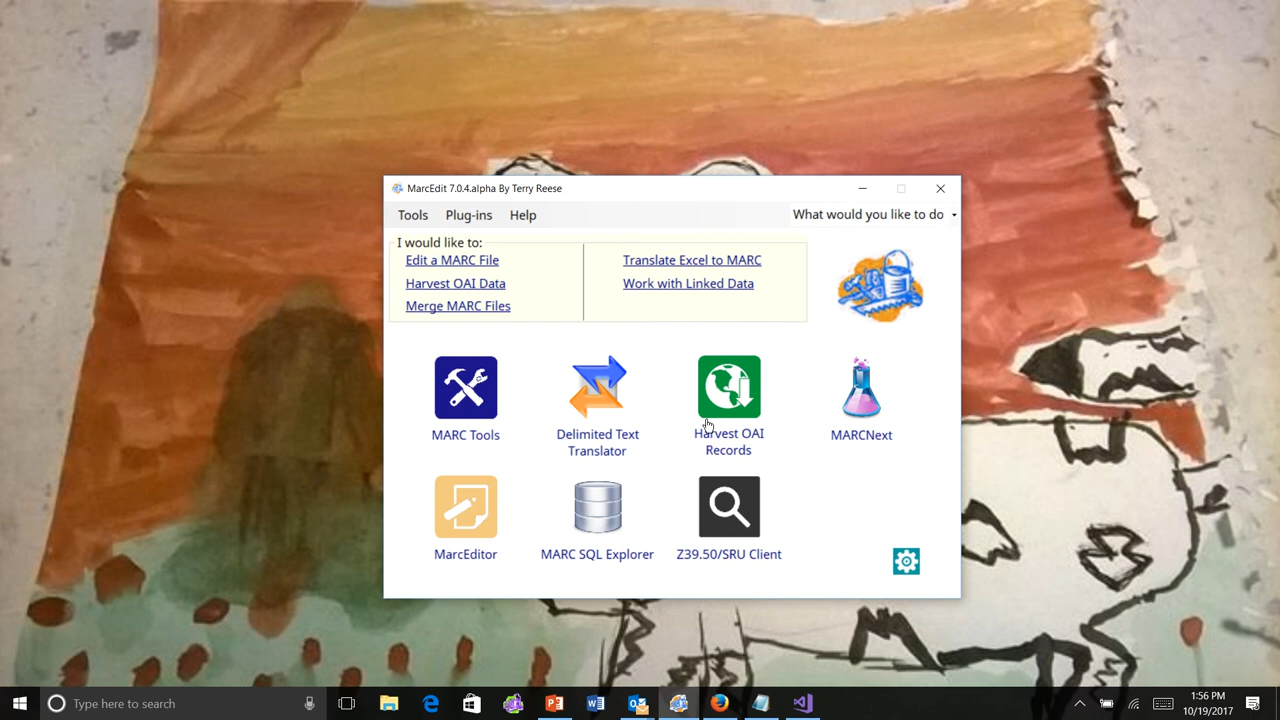 MarcEdit 7.0.4.alpha By Terry Reese
Tools Plug-ins Help What would you like to do
I would like to:
Edit a MARC File Translate Excel to MARC
Harvest OAI Data Work with Linked Data
Merge MARC Files
MARC Tools
Delimited Text
Translator
Harvest OAI
Records
MARCNext
MarcEditor
MARC SQL Explorer
Z39.50/SRU Client
Type here to search
1:56 PM
10/19/2017